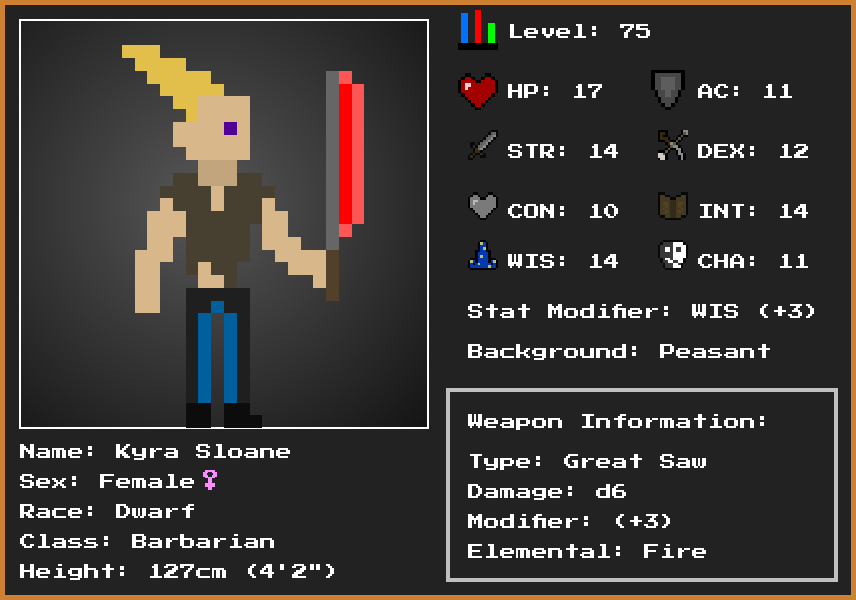 Level: 75
HP: 17 AC: 11
STR: 14 DEX: 12
CON: 10 INT: 14
WIS: 14 CHA: 11
Stat Modifier: WIS (+3)
Background: Peasant
Weapon Information:
Type: Great Saw
Damage: d6
Modifier: (+3)
Elemental: Fire
Name: Kyra Sloane
Sex: Female♀
Race: Dwarf
Class: Barbarian
Height: 127cm (4'2")